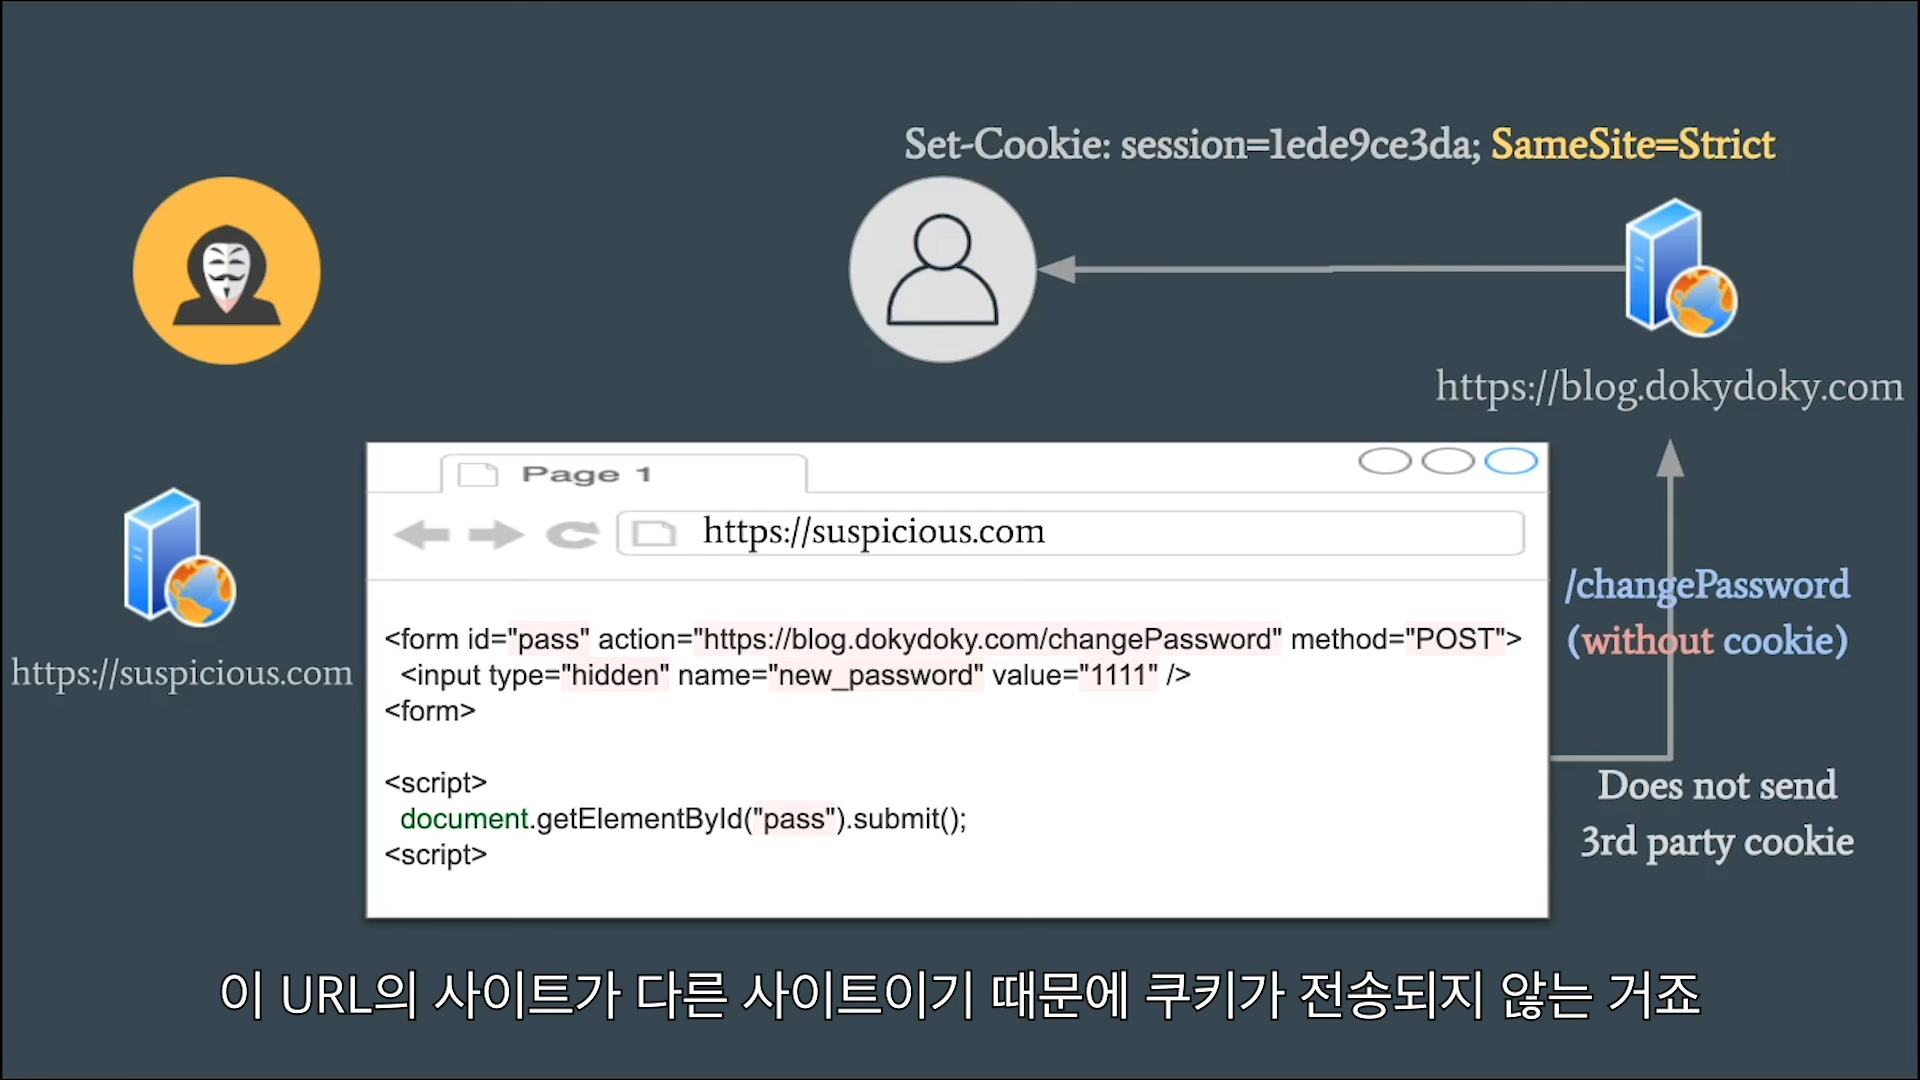 Set-Cookie: session=1ede9ce3da; SameSite=Strict
https://blog.dokydoky.com
https://suspicious.com
Page 1
https://suspicious.com
<form id="pass" action="https://blog.dokydoky.com/changePassword" method="POST">
<input type="hidden" name="new_password" value="1111" />
<form>
<script>
document.getElementById("pass").submit();
<script>
/changePassword
(without cookie)
Does not send
3rd party cookie
이 URL의 사이트가 다른 사이트이기 때문에 쿠키가 전송되지 않는 거죠